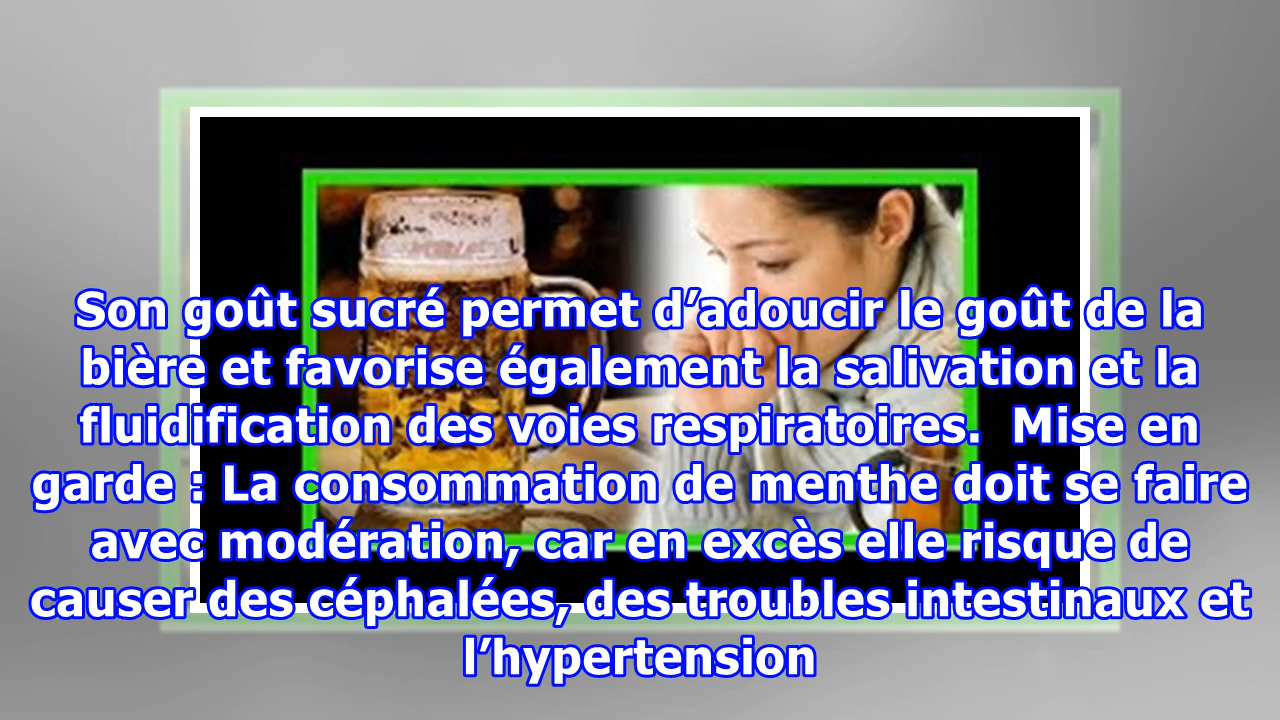 Son goût sucré permet d’adoucir le goût de la
bière et favorise également la salivation et la
fluidification des voies respiratoires.  Mise en
garde : La consommation de menthe doit se faire
avec modération, car en excès elle risque de
causer des céphalées, des troubles intestinaux et
l’hypertension